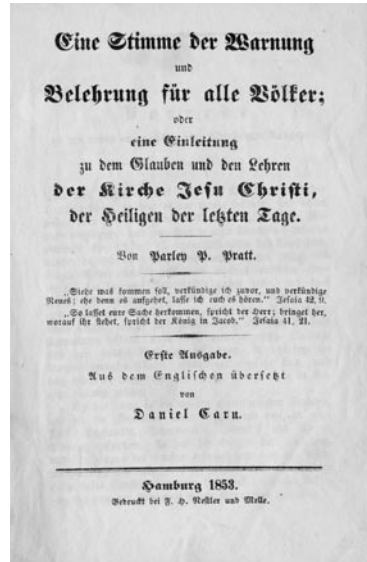 Eine Stimme der Warnung
und
Belehrung für alle Völker;
oder
eine Einleitung
zu dem Glauben und den Lehren
der Kirche Jesu Christi,
der Heiligen der letzten Tage.
Von Parley P. Pratt.
„Siehe was kommen soll, verkündige ich zuvor, und verkündige
Neues; ehe denn es aufgehet, lasse ich euch es hören.“ Jesaia 42, 9.
„So lasset eure Sache herkommen, spricht der Herr; bringet her,
worauf ihr stehet, spricht der König in Jacob.“ Jesaia 41, 21.
Erste Ausgabe.
Aus dem Englischen übersetzt
von
Daniel Carn.
Hamburg 1853.
Gedruckt bei F. H. Nestler und Melle.